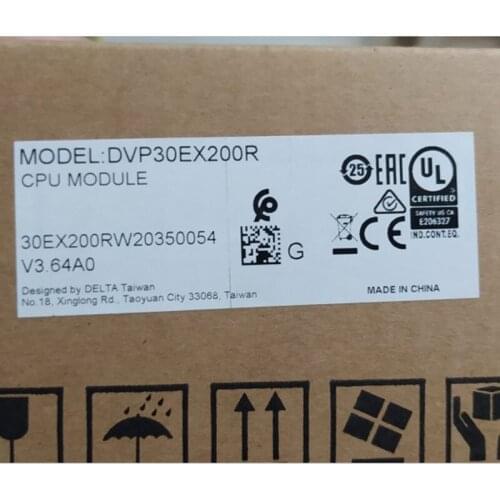 MODEL:DVP30EX200R
CPU MODULE
30EX200RW20350054
V3.64A0
Designed by DELTA Taiwan
No.18, Xinglong Rd., Taoyuan City 33068, Taiwan
G
25
EAC
UL
CERTIFIED
SAFETY US CA
E206327
IND.CONT.EQ.
MADE IN CHINA